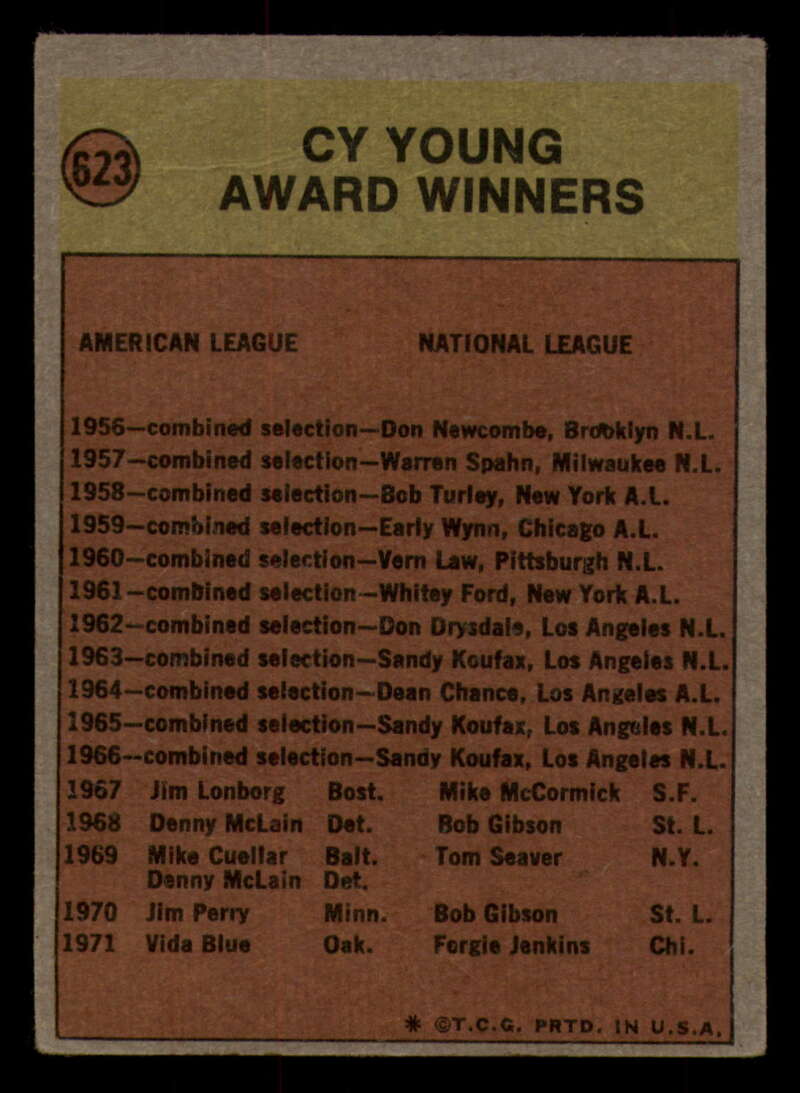 623
CY YOUNG
AWARD WINNERS
AMERICAN LEAGUE NATIONAL LEAGUE
1956—combined selection—Don Newcombe, Brooklyn N.L.
1957—combined selection—Warren Spahn, Milwaukee N.L.
1958—combined selection—Bob Turley, New York A.L.
1959—combined selection—Early Wynn, Chicago A.L.
1960—combined selection—Vern Law, Pittsburgh N.L.
1961—combined selection—Whitey Ford, New York A.L.
1962—combined selection—Don Drysdale, Los Angeles N.L.
1963—combined selection—Sandy Koufax, Los Angeles N.L.
1964—combined selection—Dean Chance, Los Angeles A.L.
1965—combined selection—Sandy Koufax, Los Angeles N.L.
1966—combined selection—Sandy Koufax, Los Angeles N.L.
1967 Jim Lonborg Bost. Mike McCormick S.F.
1968 Denny McLain Det. Bob Gibson St. L.
1969 Mike Cuellar Balt. Tom Seaver N.Y.
Denny McLain Det.
1970 Jim Perry Minn. Bob Gibson St. L.
1971 Vida Blue Oak. Fergie Jenkins Chi.
* ©T.C.G. PRTD. IN U.S.A.